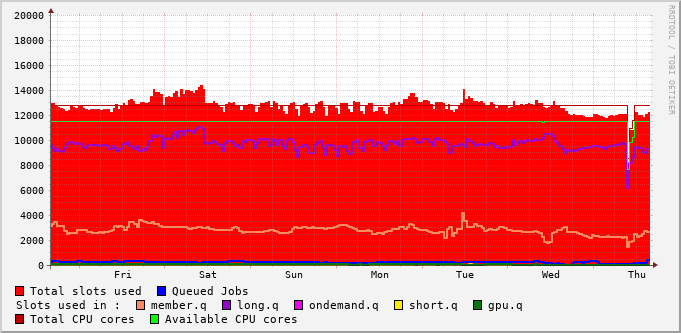 20000
18000
16000
14000
12000
10000
8000
6000
4000
2000
0
Fri Sat Sun Mon Tue Wed Thu
RRDTOOL / TOBI OETIKER
Total slots used Queued Jobs
Slots used in : member.q long.q ondemand.q short.q gpu.q
Total CPU cores Available CPU cores